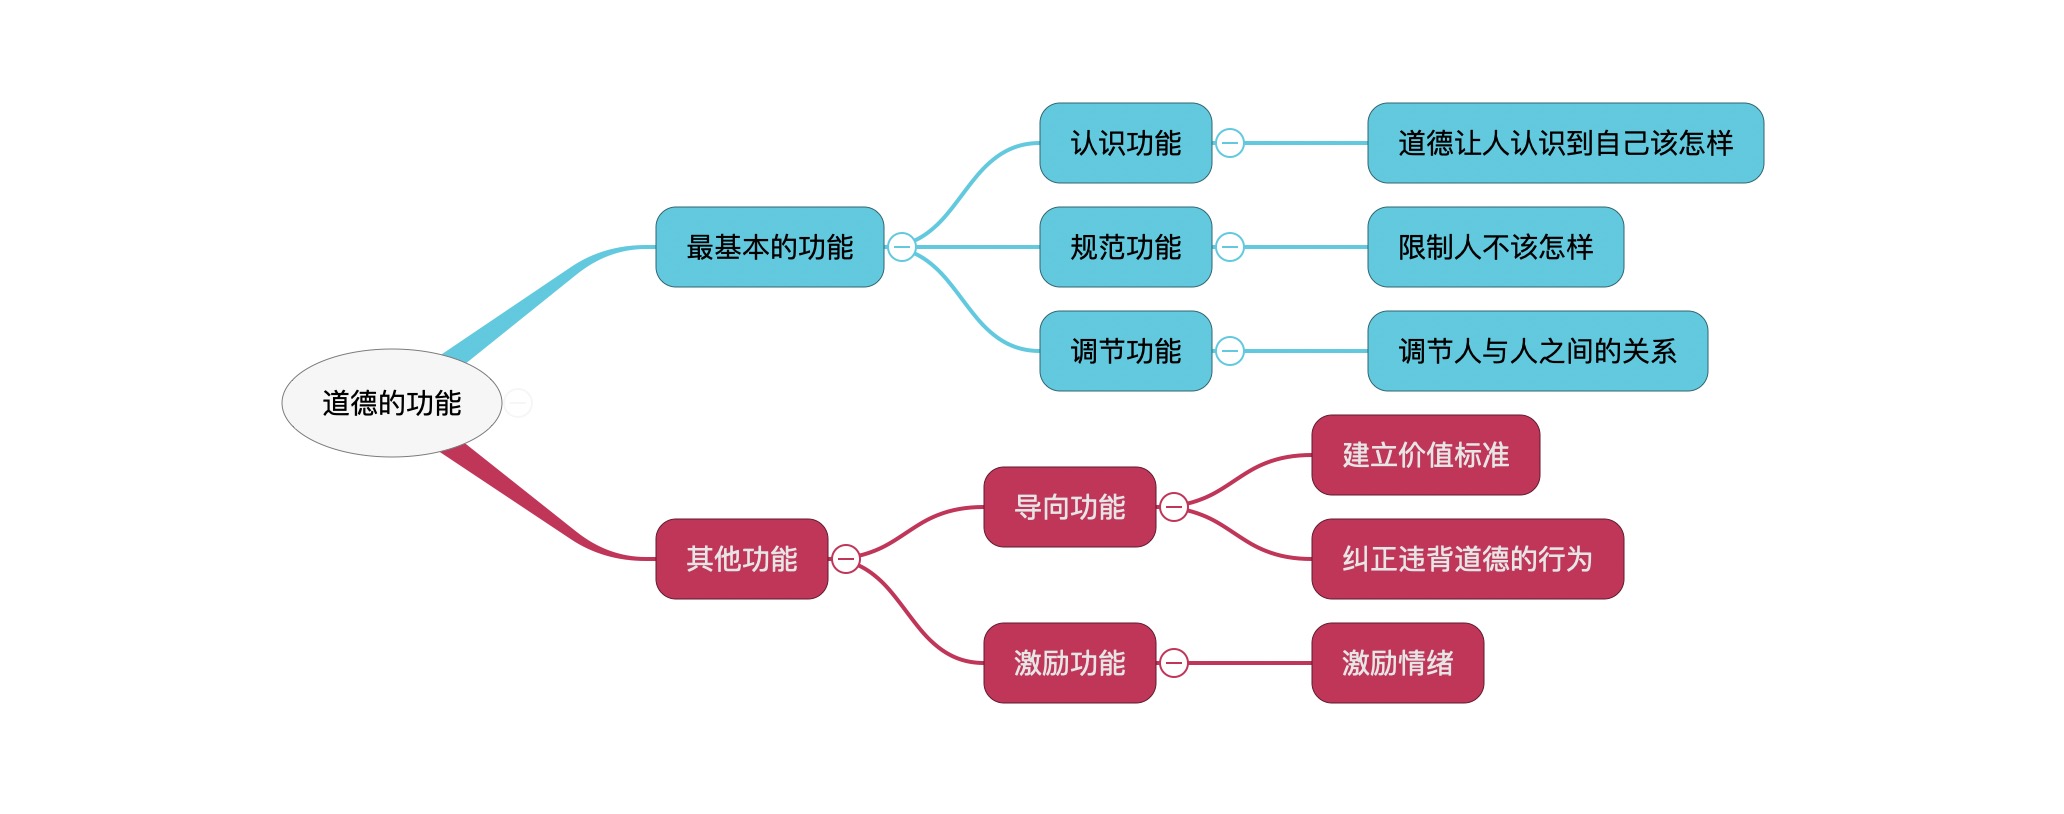 道德的功能
最基本的功能
认识功能
道德让人认识到自己该怎样
规范功能
限制人不该怎样
调节功能
调节人与人之间的关系
其他功能
导向功能
建立价值标准
纠正违背道德的行为
激励功能
激励情绪